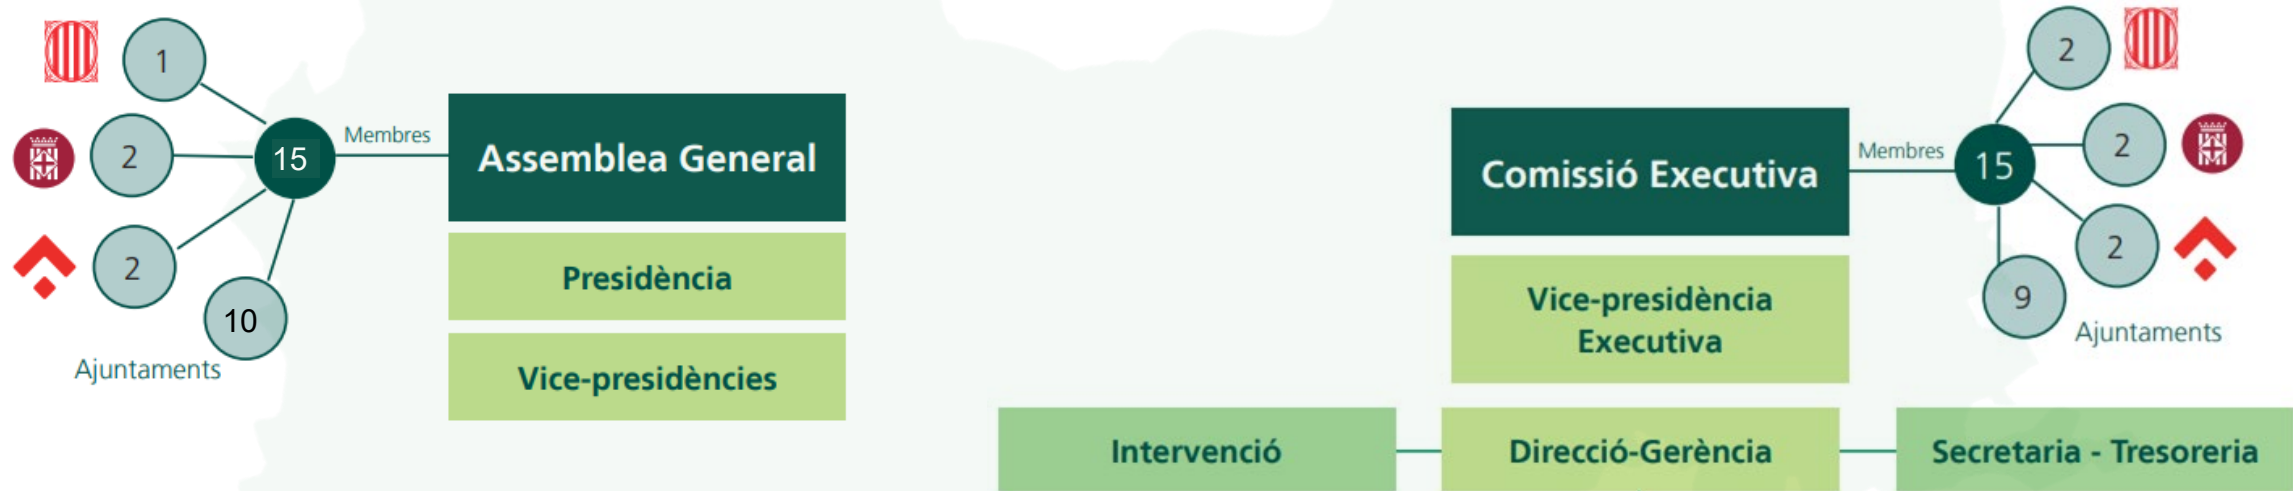 1
2
2
10
Ajuntaments
15
Membres
Assemblea General
Presidència
Vice-presidències
Comissió Executiva
Vice-presidència
Executiva
Membres
15
2
2
2
9
Ajuntaments
Intervenció
Direcció-Gerència
Secretaria - Tresoreria